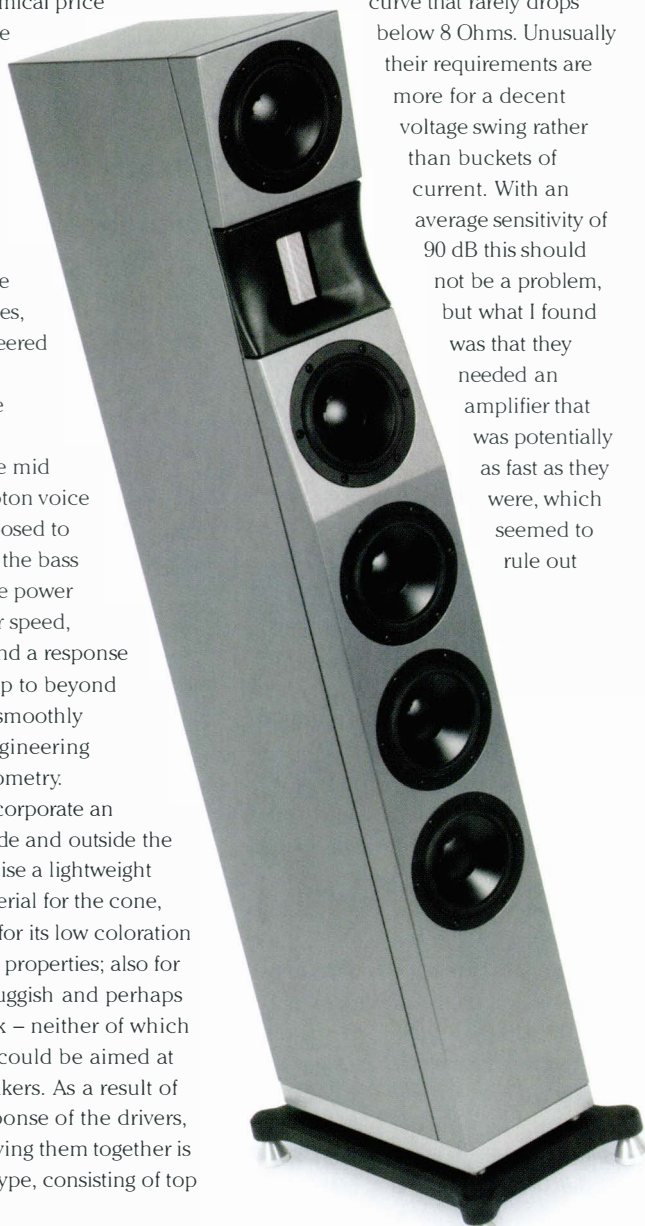 mical price
e
e
es,
eered
e
e mid
oton voice
osed to
the bass
e power
r speed,
nd a response
p to beyond
smoothly
gineering
ometry.
corporate an
de and outside the
ise a lightweight
erial for the cone,
for its low coloration
properties; also for
uggish and perhaps
x – neither of which
could be aimed at
kers. As a result of
ponse of the drivers,
ving them together is
ype, consisting of top
curve that rarely drops
below 8 Ohms. Unusually
their requirements are
more for a decent
voltage swing rather
than buckets of
current. With an
average sensitivity of
90 dB this should
not be a problem,
but what I found
was that they
needed an
amplifier that
was potentially
as fast as they
were, which
seemed to
rule out